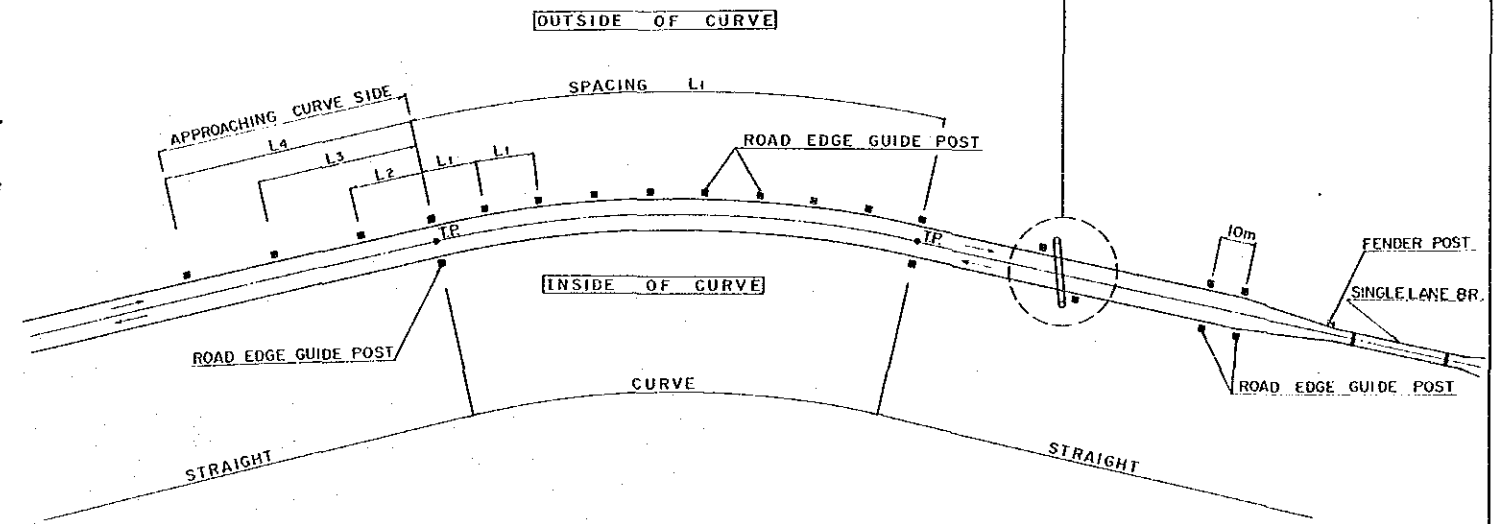 OUTSIDE OF CURVE
SPACING L1
APPROACHING CURVE SIDE
L4
L3
L2
L1
L1
ROAD EDGE GUIDE POST
T.P.
T.P.
10m
FENDER POST
SINGLE LANE BR.
INSIDE OF CURVE
ROAD EDGE GUIDE POST
ROAD EDGE GUIDE POST
CURVE
STRAIGHT
STRAIGHT